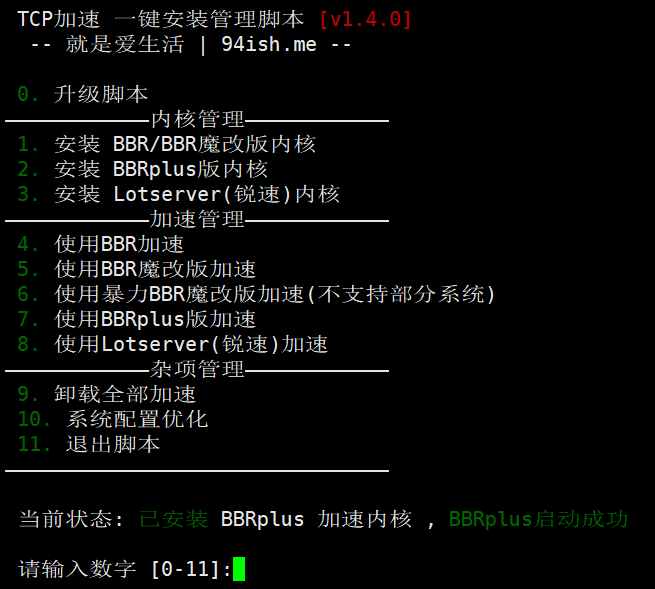 TCP加速 一键安装管理脚本 [v1.4.0]
-- 就是爱生活 | 94ish.me --
0. 升级脚本
————————————内核管理————————————
1. 安装 BBR/BBR魔改版内核
2. 安装 BBRplus版内核
3. 安装 Lotserver(锐速)内核
————————————加速管理————————————
4. 使用BBR加速
5. 使用BBR魔改版加速
6. 使用暴力BBR魔改版加速(不支持部分系统)
7. 使用BBRplus版加速
8. 使用Lotserver(锐速)加速
————————————杂项管理————————————
9. 卸载全部加速
10. 系统配置优化
11. 退出脚本
————————————————————————————————
当前状态: 已安装 BBRplus 加速内核 , BBRplus启动成功
请输入数字 [0-11]: